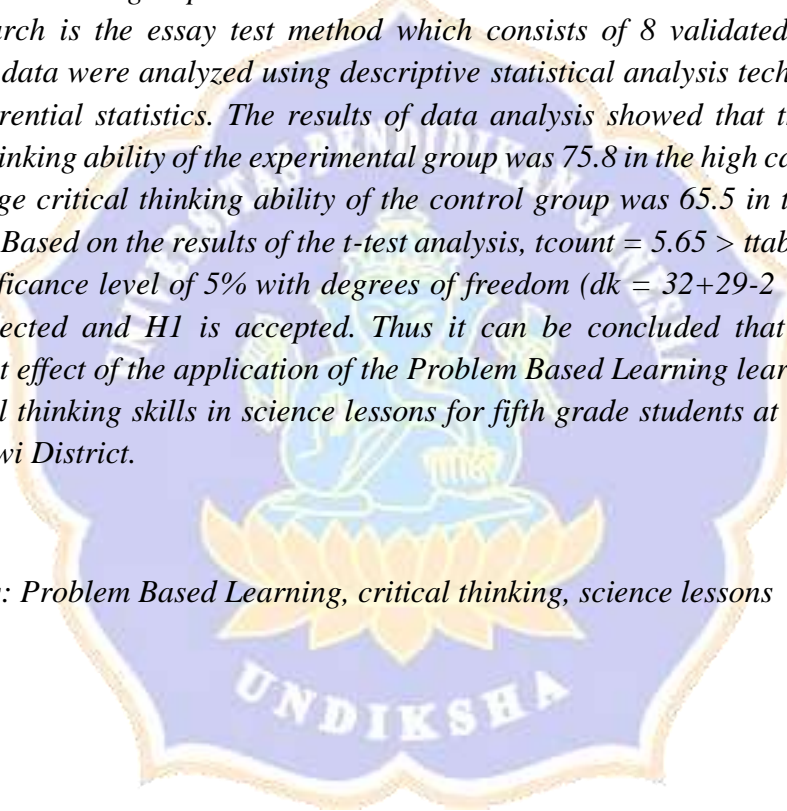 arch is the essay test method which consists of 8 validated
data were analyzed using descriptive statistical analysis tech
erential statistics. The results of data analysis showed that t
inking ability of the experimental group was 75.8 in the high ca
ge critical thinking ability of the control group was 65.5 in t
Based on the results of the t-test analysis, tcount = 5.65 > ttab
ificance level of 5% with degrees of freedom (dk = 32+29-2
ected and H1 is accepted. Thus it can be concluded that
t effect of the application of the Problem Based Learning lear
l thinking skills in science lessons for fifth grade students at
wi District.
: Problem Based Learning, critical thinking, science lessons
UNIVERSITAS PENDIDIKAN GANESHA
UNDIKSHA